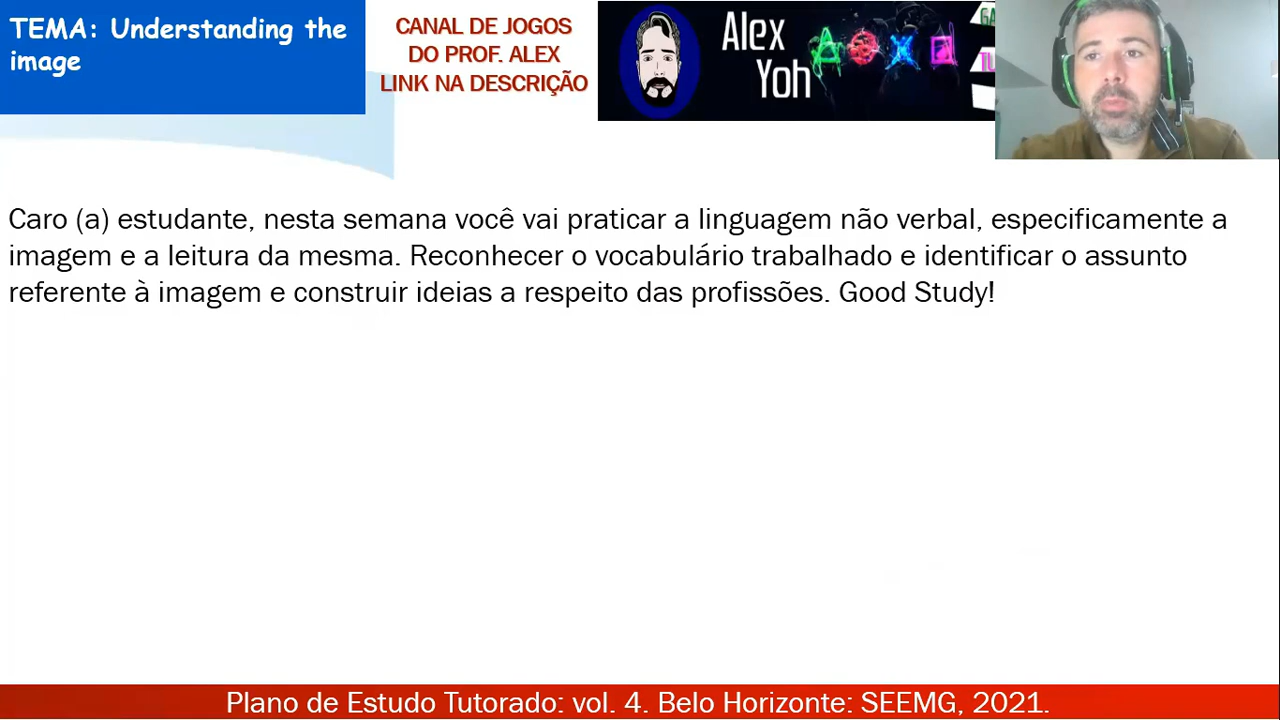 TEMA: Understanding the
image
CANAL DE JOGOS
DO PROF. ALEX
LINK NA DESCRIÇÃO
Alex
Yoh
Caro (a) estudante, nesta semana você vai praticar a linguagem não verbal, especificamente a
imagem e a leitura da mesma. Reconhecer o vocabulário trabalhado e identificar o assunto
referente à imagem e construir ideias a respeito das profissões. Good Study!
Plano de Estudo Tutorado: vol. 4. Belo Horizonte: SEEMG, 2021.